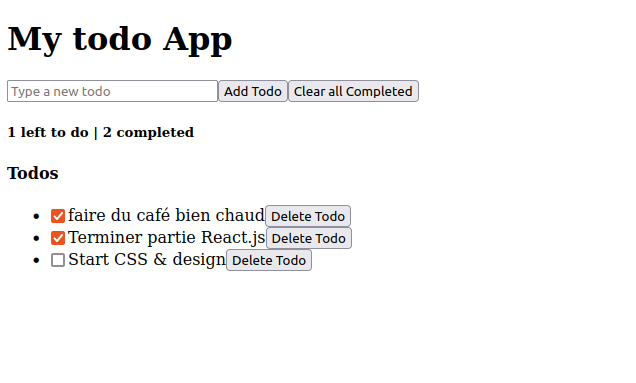 My todo App
Type a new todo Add Todo Clear all Completed
1 left to do | 2 completed
Todos
faire du café bien chaud Delete Todo
Terminer partie React.js Delete Todo
Start CSS & design Delete Todo